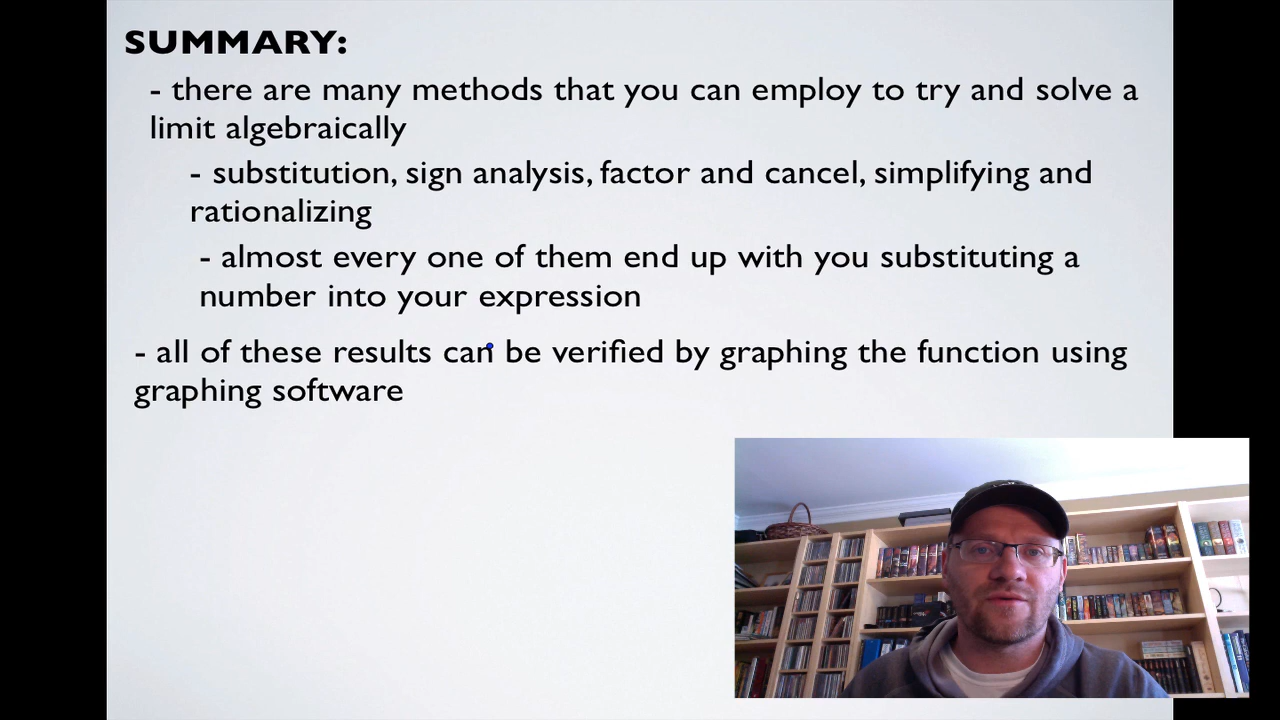 SUMMARY:
- there are many methods that you can employ to try and solve a
limit algebraically
- substitution, sign analysis, factor and cancel, simplifying and
rationalizing
- almost every one of them end up with you substituting a
number into your expression
- all of these results can be verified by graphing the function using
graphing software